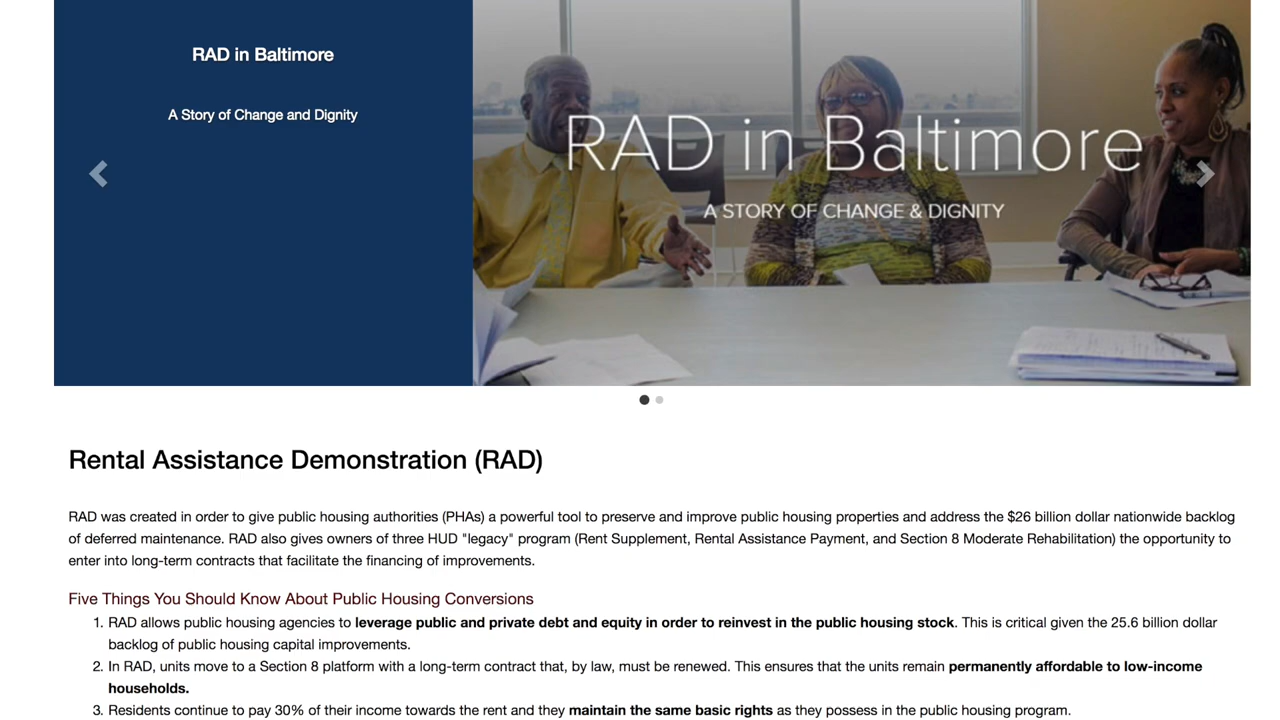 RAD in Baltimore
A Story of Change and Dignity
RAD in Baltimore
A STORY OF CHANGE & DIGNITY
Rental Assistance Demonstration (RAD)
RAD was created in order to give public housing authorities (PHAs) a powerful tool to preserve and improve public housing properties and address the $26 billion dollar nationwide backlog
of deferred maintenance. RAD also gives owners of three HUD "legacy" program (Rent Supplement, Rental Assistance Payment, and Section 8 Moderate Rehabilitation) the opportunity to
enter into long-term contracts that facilitate the financing of improvements.
Five Things You Should Know About Public Housing Conversions
1. RAD allows public housing agencies to leverage public and private debt and equity in order to reinvest in the public housing stock. This is critical given the 25.6 billion dollar
backlog of public housing capital improvements.
2. In RAD, units move to a Section 8 platform with a long-term contract that, by law, must be renewed. This ensures that the units remain permanently affordable to low-income
households.
3. Residents continue to pay 30% of their income towards the rent and they maintain the same basic rights as they possess in the public housing program.